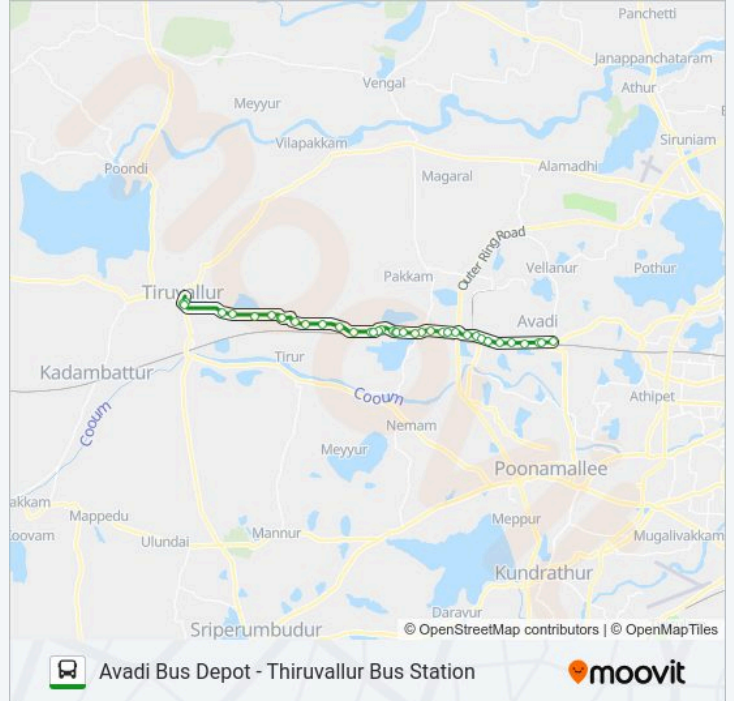 Panchetti
Janappanchataram
Vengal
Athur
Meyyur
Vilapakkam
Siruniam
Poondi
Alamadhi
Magaral
Outer Ring Road
Vellanur
Pothur
Pakkam
Tiruvallur
Avadi
Tirur
Kadambattur
Cooum
Athipet
Cooum
Nemam
Meyyur
Poonamallee
akkam
Mappedu
Meppur
oovam
Ulundai
Mannur
Mugalivakkam
Kundrathur
Daravur
Sriperumbudur
© OpenStreetMap contributors | © OpenMapTiles
Avadi Bus Depot - Thiruvallur Bus Station
moovit